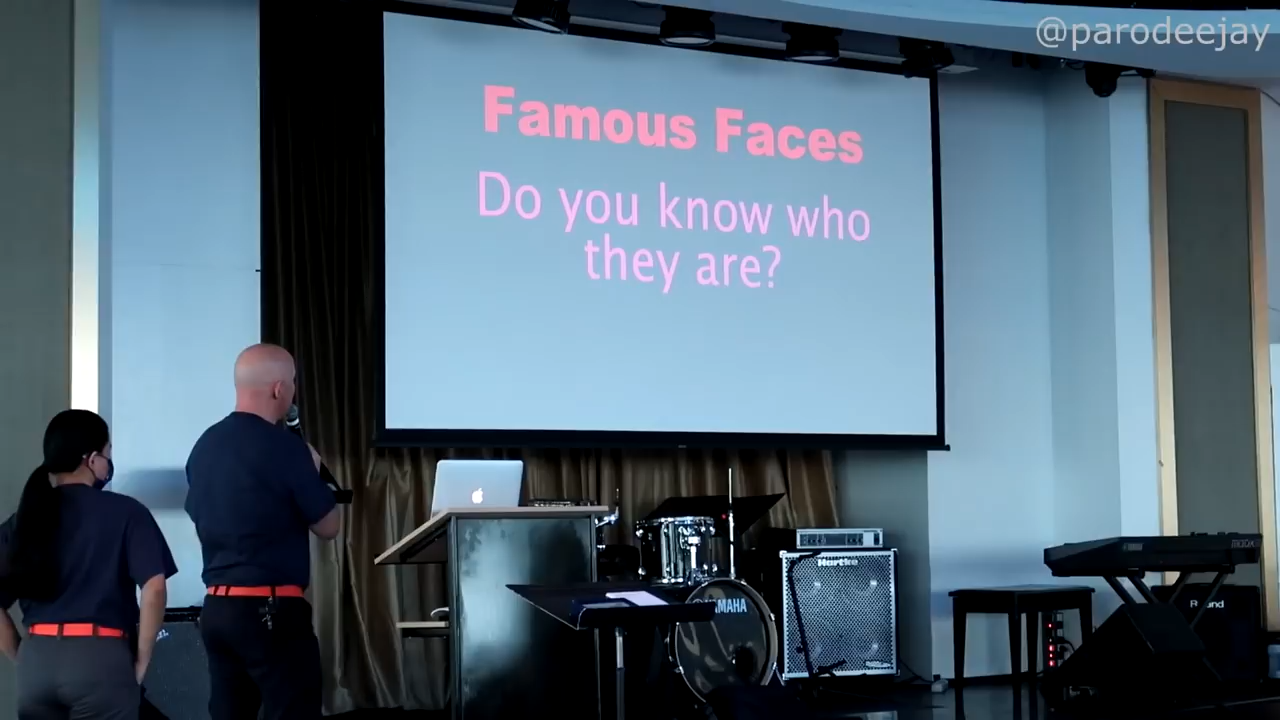 @parodeejay
Famous Faces
Do you know who
they are?
Hartke
YAMAHA
Roland